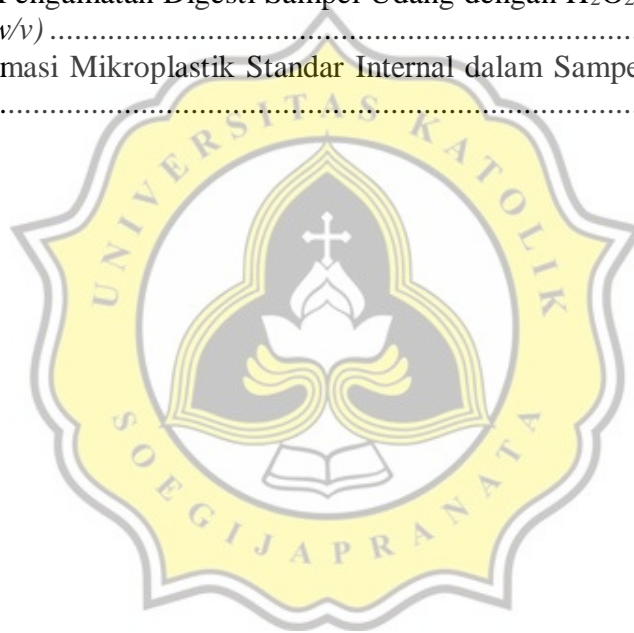 Pengamatan Digesti Sampel Udang dengan H₂O₂
w/v) ..........................................................................
masi Mikroplastik Standar Internal dalam Sampe
..........................................................................
UNIVERSITAS KATOLIK
SOEGIJAPRANATA